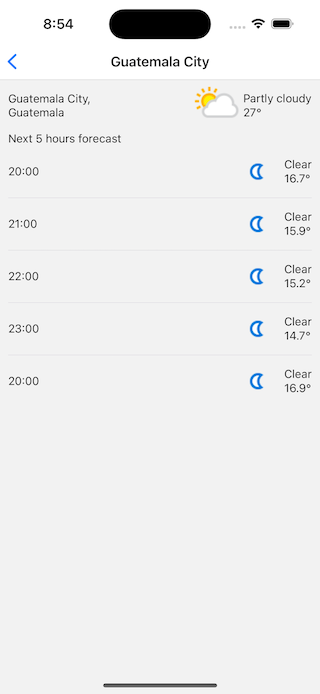 8:54
Guatemala City
Guatemala City,
Guatemala
Partly cloudy
27°
Next 5 hours forecast
20:00
Clear
16.7°
21:00
Clear
15.9°
22:00
Clear
15.2°
23:00
Clear
14.7°
20:00
Clear
16.9°